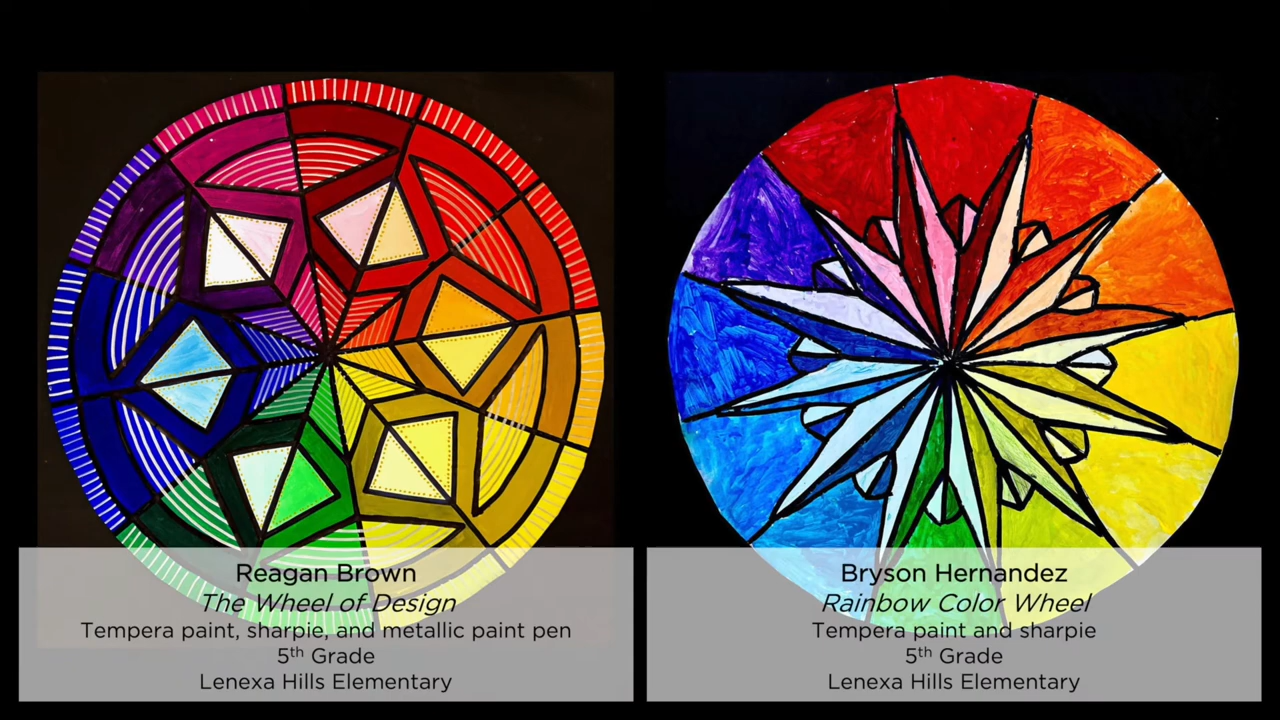 Reagan Brown
The Wheel of Design
Tempera paint, sharpie, and metallic paint pen
5th Grade
Lenexa Hills Elementary
Bryson Hernandez
Rainbow Color Wheel
Tempera paint and sharpie
5th Grade
Lenexa Hills Elementary